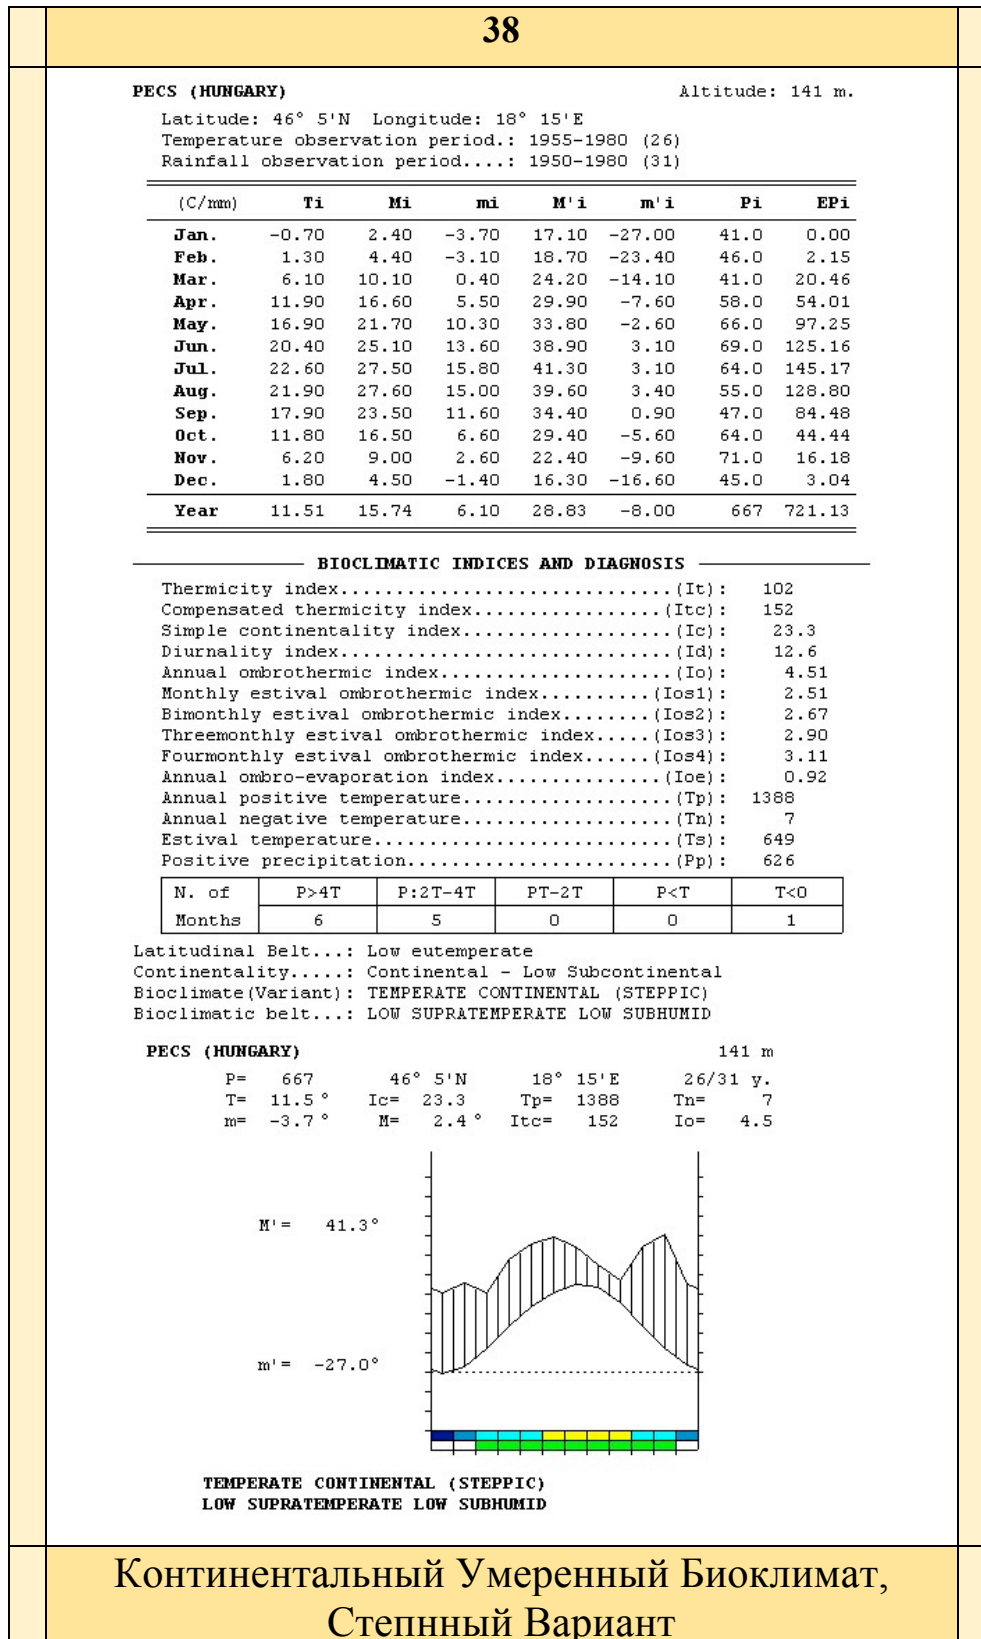 38
PECS (HUNGARY) Altitude: 141 m.
Latitude: 46° 5'N Longitude: 18° 15'E
Temperature observation period.: 1955-1980 (26)
Rainfall observation period....: 1950-1980 (31)
(C/mm) Ti Mi mi M'i m'i Pi EPi
Jan. -0.70 2.40 -3.70 17.10 -27.00 41.0 0.00
Feb. 1.30 4.40 -3.10 18.70 -23.40 46.0 2.15
Mar. 6.10 10.10 0.40 24.20 -14.10 41.0 20.46
Apr. 11.90 16.60 5.50 29.90 -7.60 58.0 54.01
May. 16.90 21.70 10.30 33.80 -2.60 66.0 97.25
Jun. 20.40 25.10 13.60 38.90 3.10 69.0 125.16
Jul. 22.60 27.50 15.80 41.30 3.10 64.0 145.17
Aug. 21.90 27.60 15.00 39.60 3.40 55.0 128.80
Sep. 17.90 23.50 11.60 34.40 0.90 47.0 84.48
Oct. 11.80 16.50 6.60 29.40 -5.60 64.0 44.44
Nov. 6.20 9.00 2.60 22.40 -9.60 71.0 16.18
Dec. 1.80 4.50 -1.40 16.30 -16.60 45.0 3.04
Year 11.51 15.74 6.10 28.83 -8.00 667 721.13
BIOCLIMATIC INDICES AND DIAGNOSIS
Thermicity index..............................(It): 102
Compensated thermicity index.................(Itc): 152
Simple continentality index...................(Ic): 23.3
Diurnality index..............................(Id): 12.6
Annual ombrothermic index.....................(Io): 4.51
Monthly estival ombrothermic index..........(Ios1): 2.51
Bimonthly estival ombrothermic index........(Ios2): 2.67
Threemonthly estival ombrothermic index.....(Ios3): 2.90
Fourmonthly estival ombrothermic index......(Ios4): 3.11
Annual ombro-evaporation index...............(Ioe): 0.92
Annual positive temperature...................(Tp): 1388
Annual negative temperature...................(Tn): 7
Estival temperature...........................(Ts): 649
Positive precipitation........................(Pp): 626
N. of P>4T P:2T-4T PT-2T P<T T<0
Months 6 5 0 0 1
Latitudinal Belt...: Low eutemperate
Continentality.....: Continental - Low Subcontinental
Bioclimate(Variant): TEMPERATE CONTINENTAL (STEPPIC)
Bioclimatic belt...: LOW SUPRATEMPERATE LOW SUBHUMID
PECS (HUNGARY) 141 m
P= 667 46° 5'N 18° 15'E 26/31 y.
T= 11.5° Ic= 23.3 Tp= 1388 Tn= 7
m= -3.7° M= 2.4° Itc= 152 Io= 4.5
M'= 41.3°
m'= -27.0°
TEMPERATE CONTINENTAL (STEPPIC)
LOW SUPRATEMPERATE LOW SUBHUMID
Континентальный Умеренный Биоклимат,
Степнный Вариант